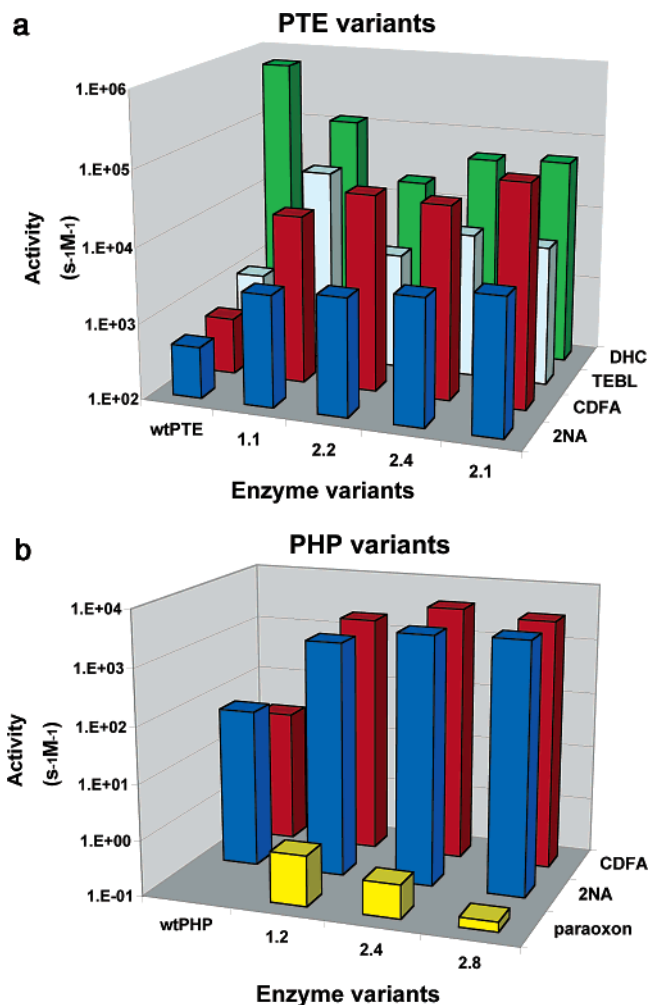 a
PTE variants
1.E+06
1.E+05
1.E+04
1.E+03
1.E+02
Activity
(s-1M-1)
DHC
TEBL
CDFA
2NA
wtPTE
1.1
2.2
2.4
2.1
Enzyme variants
b
PHP variants
1.E+04
1.E+03
1.E+02
1.E+01
1.E+00
1.E-01
Activity
(s-1M-1)
CDFA
2NA
paraoxon
wtPHP
1.2
2.4
2.8
Enzyme variants